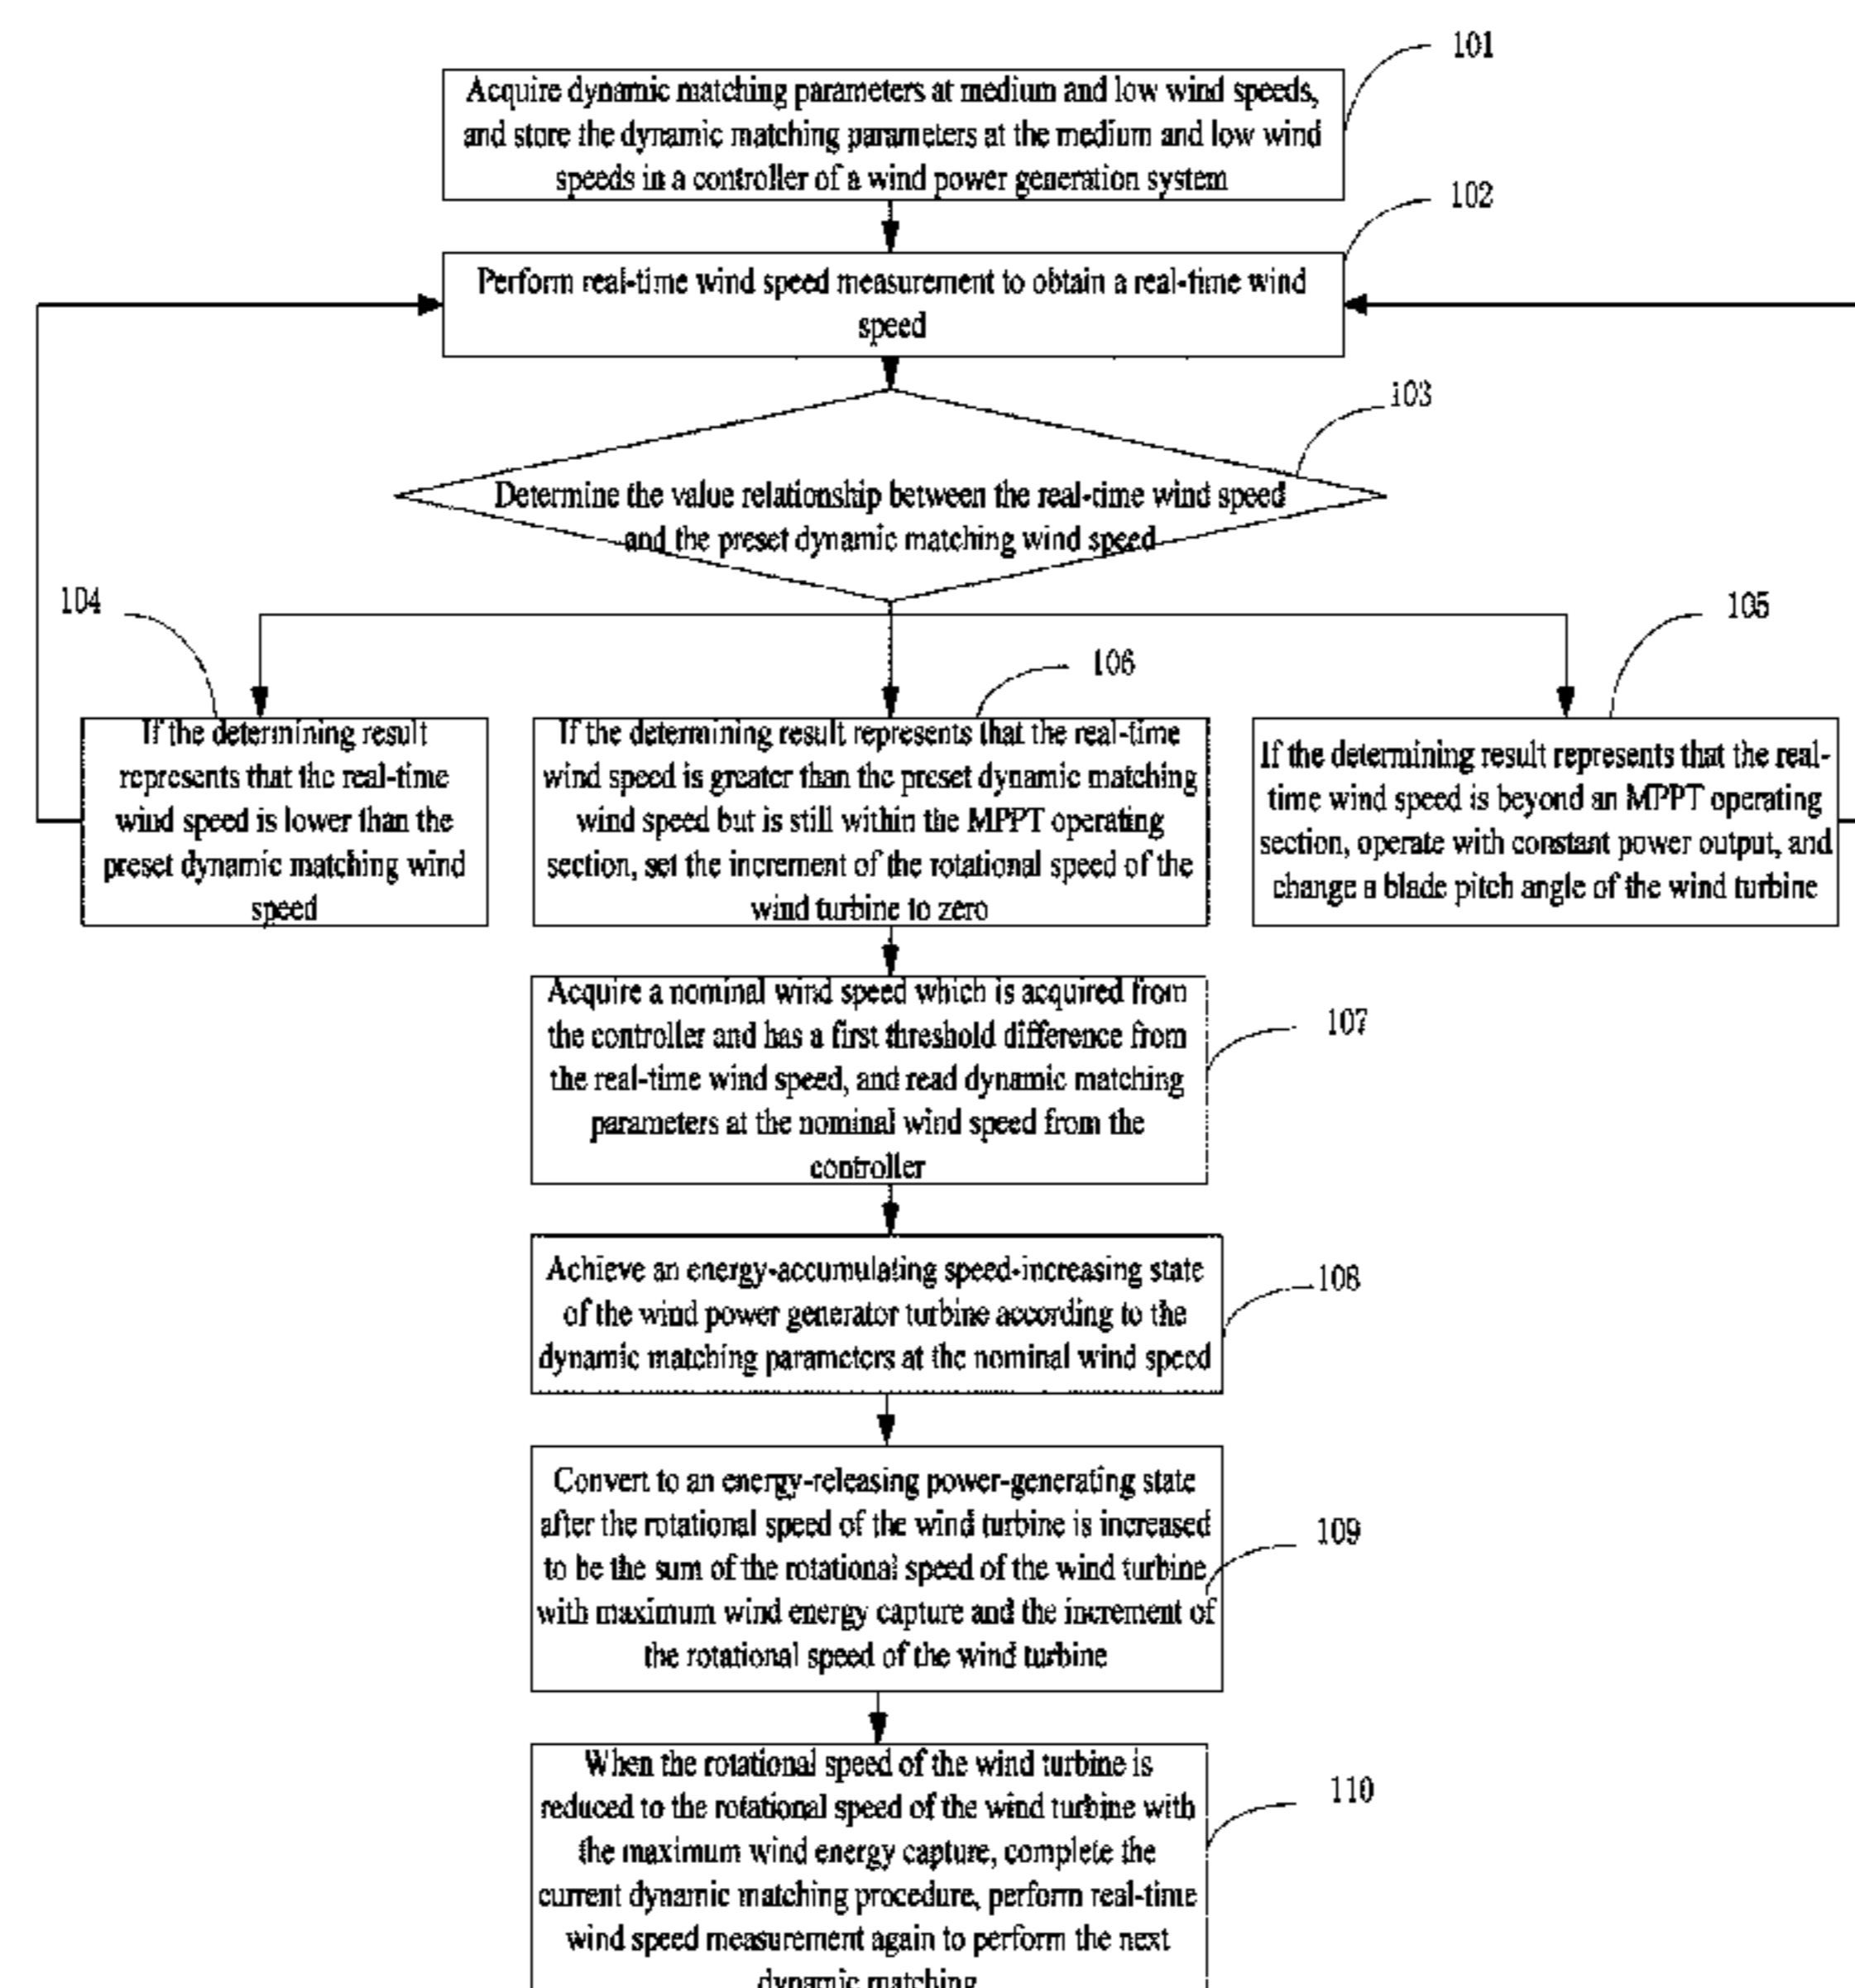 101
Acquire dynamic matching parameters at medium and low wind speeds,
and store the dynamic matching parameters at the medium and low wind
speeds in a controller of a wind power generation system
102
Perform real-time wind speed measurement to obtain a real-time wind
speed
103
Determine the value relationship between the real-time wind speed
and the preset dynamic matching wind speed
104
If the determining result
represents that the real-time
wind speed is lower than the
preset dynamic matching wind
speed
106
If the determining result represents that the real-time
wind speed is greater than the preset dynamic matching
wind speed but is still within the MPPT operating
section, set the increment of the rotational speed of the
wind turbine to zero
105
If the determining result represents that the real-
time wind speed is beyond an MPPT operating
section, operate with constant power output, and
change a blade pitch angle of the wind turbine
Acquire a nominal wind speed which is acquired from
the controller and has a first threshold difference from
the real-time wind speed, and read dynamic matching
parameters at the nominal wind speed from the
controller
107
Achieve an energy-accumulating speed-increasing state
of the wind power generator turbine according to the
dynamic matching parameters at the nominal wind speed
108
Convert to an energy-releasing power-generating state
after the rotational speed of the wind turbine is increased
to be the sum of the rotational speed of the wind turbine
with maximum wind energy capture and the increment of
the rotational speed of the wind turbine
109
When the rotational speed of the wind turbine is
reduced to the rotational speed of the wind turbine with
the maximum wind energy capture, complete the
current dynamic matching procedure, perform real-time
wind speed measurement again to perform the next
dynamic matching
110